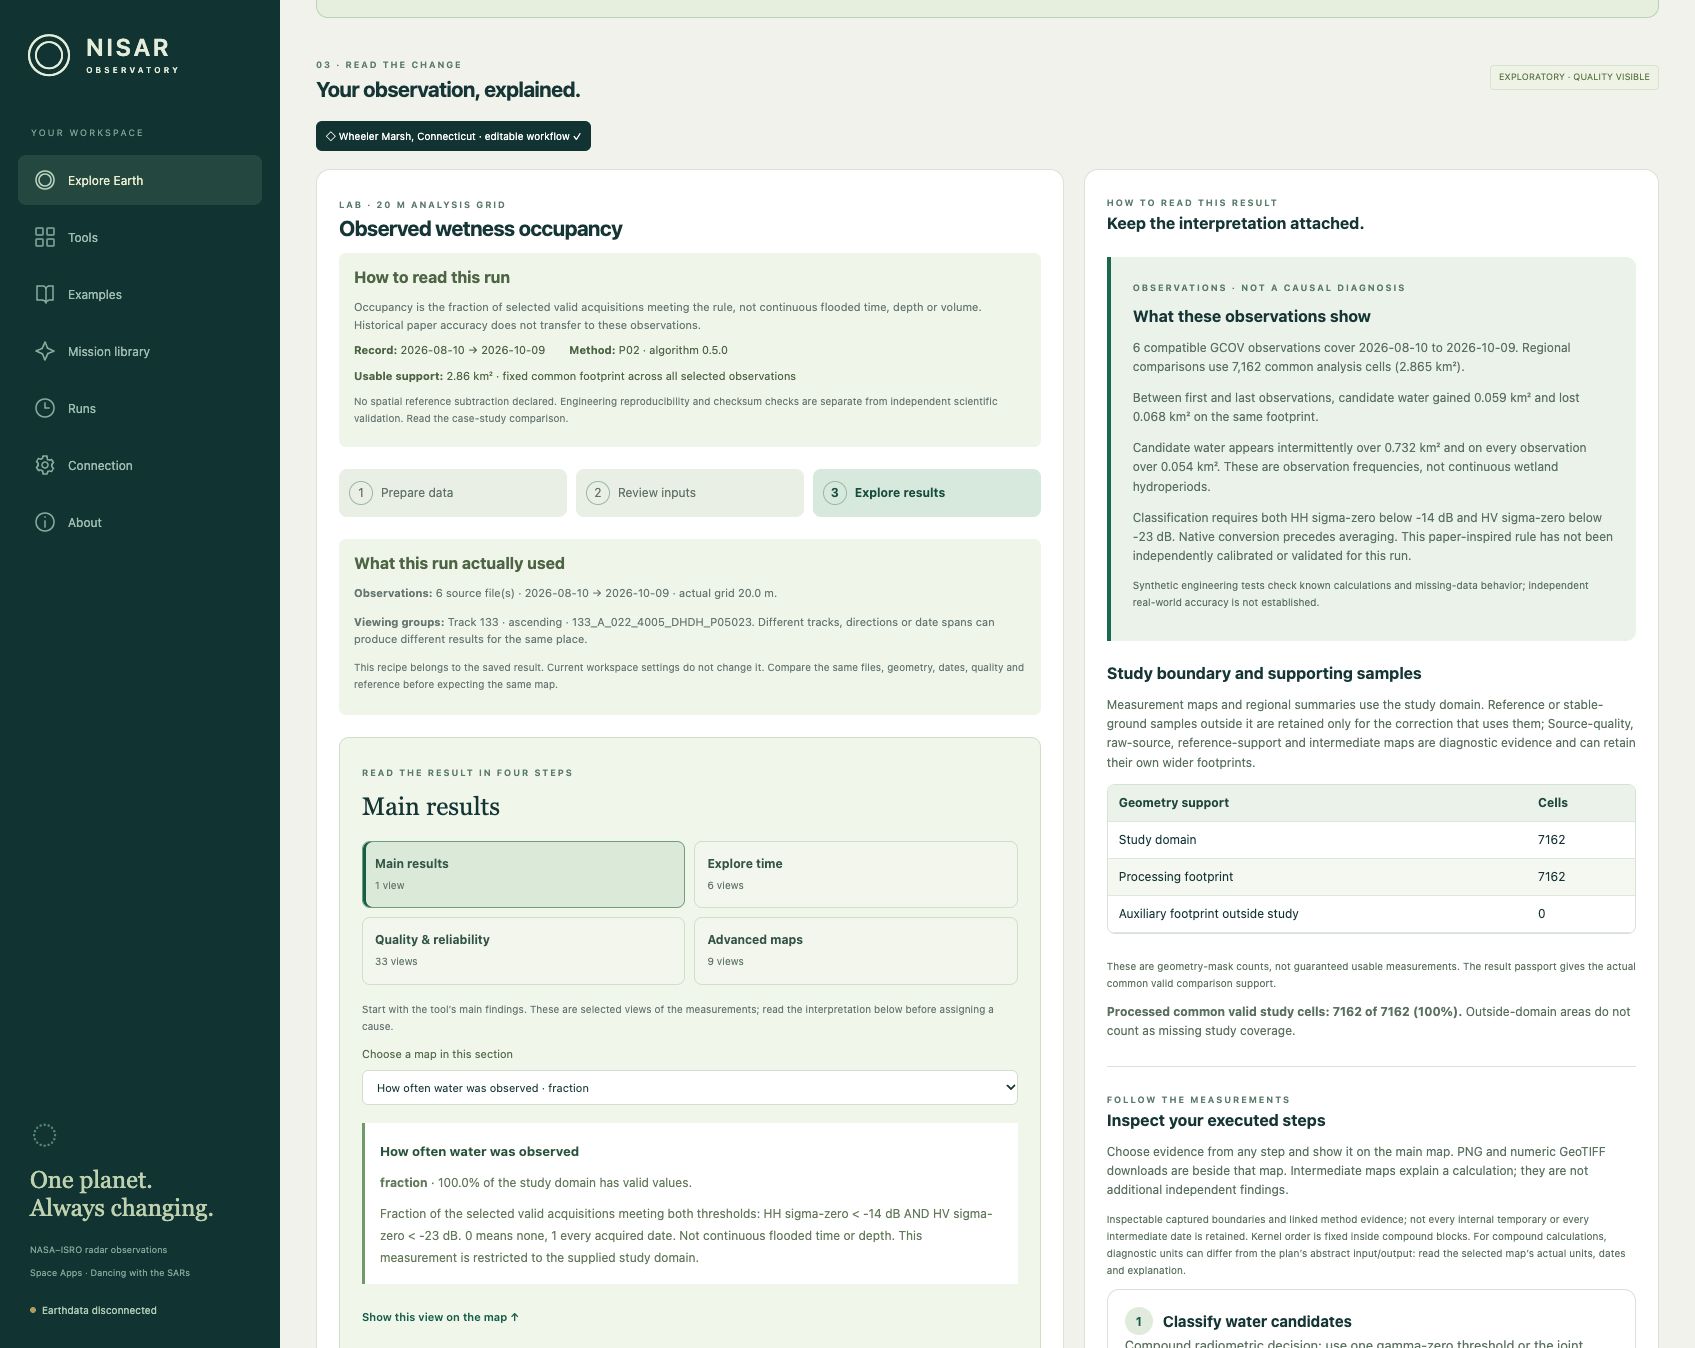 NISAR
OBSERVATORY
YOUR WORKSPACE
Explore Earth
Tools
Examples
Mission library
Runs
Connection
About
One planet.
Always changing.
NASA–ISRO radar observations
Space Apps · Dancing with the SARs
Earthdata disconnected
03 · READ THE CHANGE
Your observation, explained.
EXPLORATORY · QUALITY VISIBLE
◇ Wheeler Marsh, Connecticut · editable workflow ✓
LAB · 20 M ANALYSIS GRID
Observed wetness occupancy
How to read this run
Occupancy is the fraction of selected valid acquisitions meeting the rule, not continuous flooded time, depth or volume.
Historical paper accuracy does not transfer to these observations.
Record: 2026-08-10 → 2026-10-09 Method: P02 · algorithm 0.5.0
Usable support: 2.86 km² · fixed common footprint across all selected observations
No spatial reference subtraction declared. Engineering reproducibility and checksum checks are separate from independent scientific
validation. Read the case-study comparison.
1 Prepare data
2 Review inputs
3 Explore results
What this run actually used
Observations: 6 source file(s) · 2026-08-10 → 2026-10-09 · actual grid 20.0 m.
Viewing groups: Track 133 · ascending · 133_A_022_4005_DHDH_P05023. Different tracks, directions or date spans can
produce different results for the same place.
This recipe belongs to the saved result. Current workspace settings do not change it. Compare the same files, geometry, dates, quality and
reference before expecting the same map.
READ THE RESULT IN FOUR STEPS
Main results
Main results
1 view
Explore time
6 views
Quality & reliability
33 views
Advanced maps
9 views
Start with the tool's main findings. These are selected views of the measurements; read the interpretation below before assigning a
cause.
Choose a map in this section
How often water was observed · fraction
How often water was observed
fraction · 100.0% of the study domain has valid values.
Fraction of the selected valid acquisitions meeting both thresholds: HH sigma-zero < -14 dB AND HV sigma-
zero < -23 dB. 0 means none, 1 every acquired date. Not continuous flooded time or depth. This
measurement is restricted to the supplied study domain.
Show this view on the map ↑
HOW TO READ THIS RESULT
Keep the interpretation attached.
OBSERVATIONS · NOT A CAUSAL DIAGNOSIS
What these observations show
6 compatible GCOV observations cover 2026-08-10 to 2026-10-09. Regional
comparisons use 7,162 common analysis cells (2.865 km²).
Between first and last observations, candidate water gained 0.059 km² and lost
0.068 km² on the same footprint.
Candidate water appears intermittently over 0.732 km² and on every observation
over 0.054 km². These are observation frequencies, not continuous wetland
hydroperiods.
Classification requires both HH sigma-zero below -14 dB and HV sigma-zero below
-23 dB. Native conversion precedes averaging. This paper-inspired rule has not been
independently calibrated or validated for this run.
Synthetic engineering tests check known calculations and missing-data behavior; independent
real-world accuracy is not established.
Study boundary and supporting samples
Measurement maps and regional summaries use the study domain. Reference or stable-
ground samples outside it are retained only for the correction that uses them; Source-quality,
raw-source, reference-support and intermediate maps are diagnostic evidence and can retain
their own wider footprints.
Geometry support Cells
Study domain 7162
Processing footprint 7162
Auxiliary footprint outside study 0
These are geometry-mask counts, not guaranteed usable measurements. The result passport gives the actual
common valid comparison support.
Processed common valid study cells: 7162 of 7162 (100%). Outside-domain areas do not
count as missing study coverage.
FOLLOW THE MEASUREMENTS
Inspect your executed steps
Choose evidence from any step and show it on the main map. PNG and numeric GeoTIFF
downloads are beside that map. Intermediate maps explain a calculation; they are not
additional independent findings.
Inspectable captured boundaries and linked method evidence; not every internal temporary or every
intermediate date is retained. Kernel order is fixed inside compound blocks. For compound calculations,
diagnostic units can differ from the plan's abstract input/output: read the selected map's actual units, dates
and explanation.
1 Classify water candidates
Compound radiometric decision: use one gamma-zero threshold or the joint